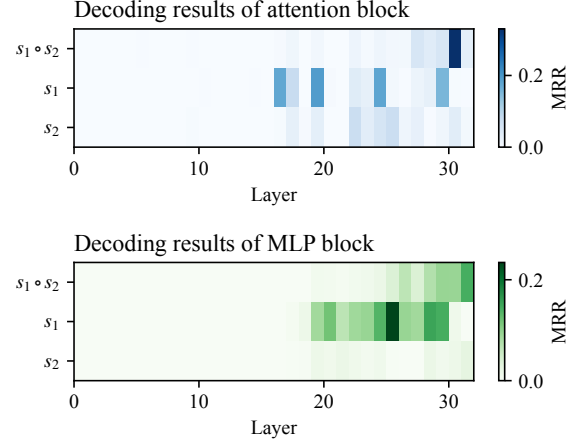 Decoding results of attention block
s₁ ∘ s₂
s₁
s₂
0 10 20 30
Layer
0.2
0.0
MRR
Decoding results of MLP block
s₁ ∘ s₂
s₁
s₂
0 10 20 30
Layer
0.2
0.0
MRR